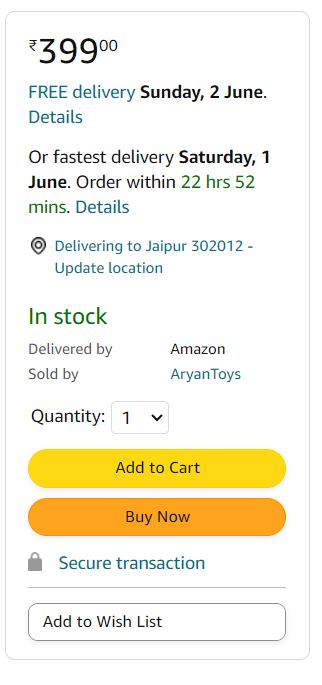 ₹39900
FREE delivery Sunday, 2 June.
Details
Or fastest delivery Saturday, 1
June. Order within 22 hrs 52
mins. Details
Delivering to Jaipur 302012 -
Update location
In stock
Delivered by Amazon
Sold by AryanToys
Quantity: 1
Add to Cart
Buy Now
Secure transaction
Add to Wish List